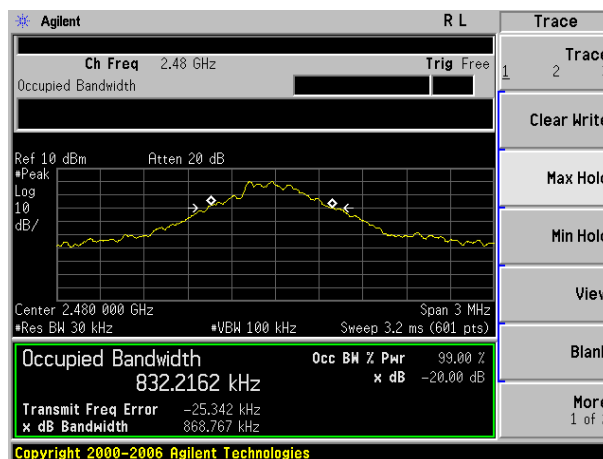 Agilent
R L
Trace
Ch Freq 2.48 GHz
Trig Free
Occupied Bandwidth
Trace
1 2
Clear Write
Max Hold
Min Hold
View
Blank
More
1 of
Ref 10 dBm Atten 20 dB
#Peak
Log
10
dB/
Center 2.480 000 GHz
Span 3 MHz
#Res BW 30 kHz
#VBW 100 kHz
Sweep 3.2 ms (601 pts)
Occupied Bandwidth
832.2162 kHz
Occ BW % Pwr 99.00 %
x dB -20.00 dB
Transmit Freq Error -25.342 kHz
x dB Bandwidth 868.767 kHz
Copyright 2000-2006 Agilent Technologies